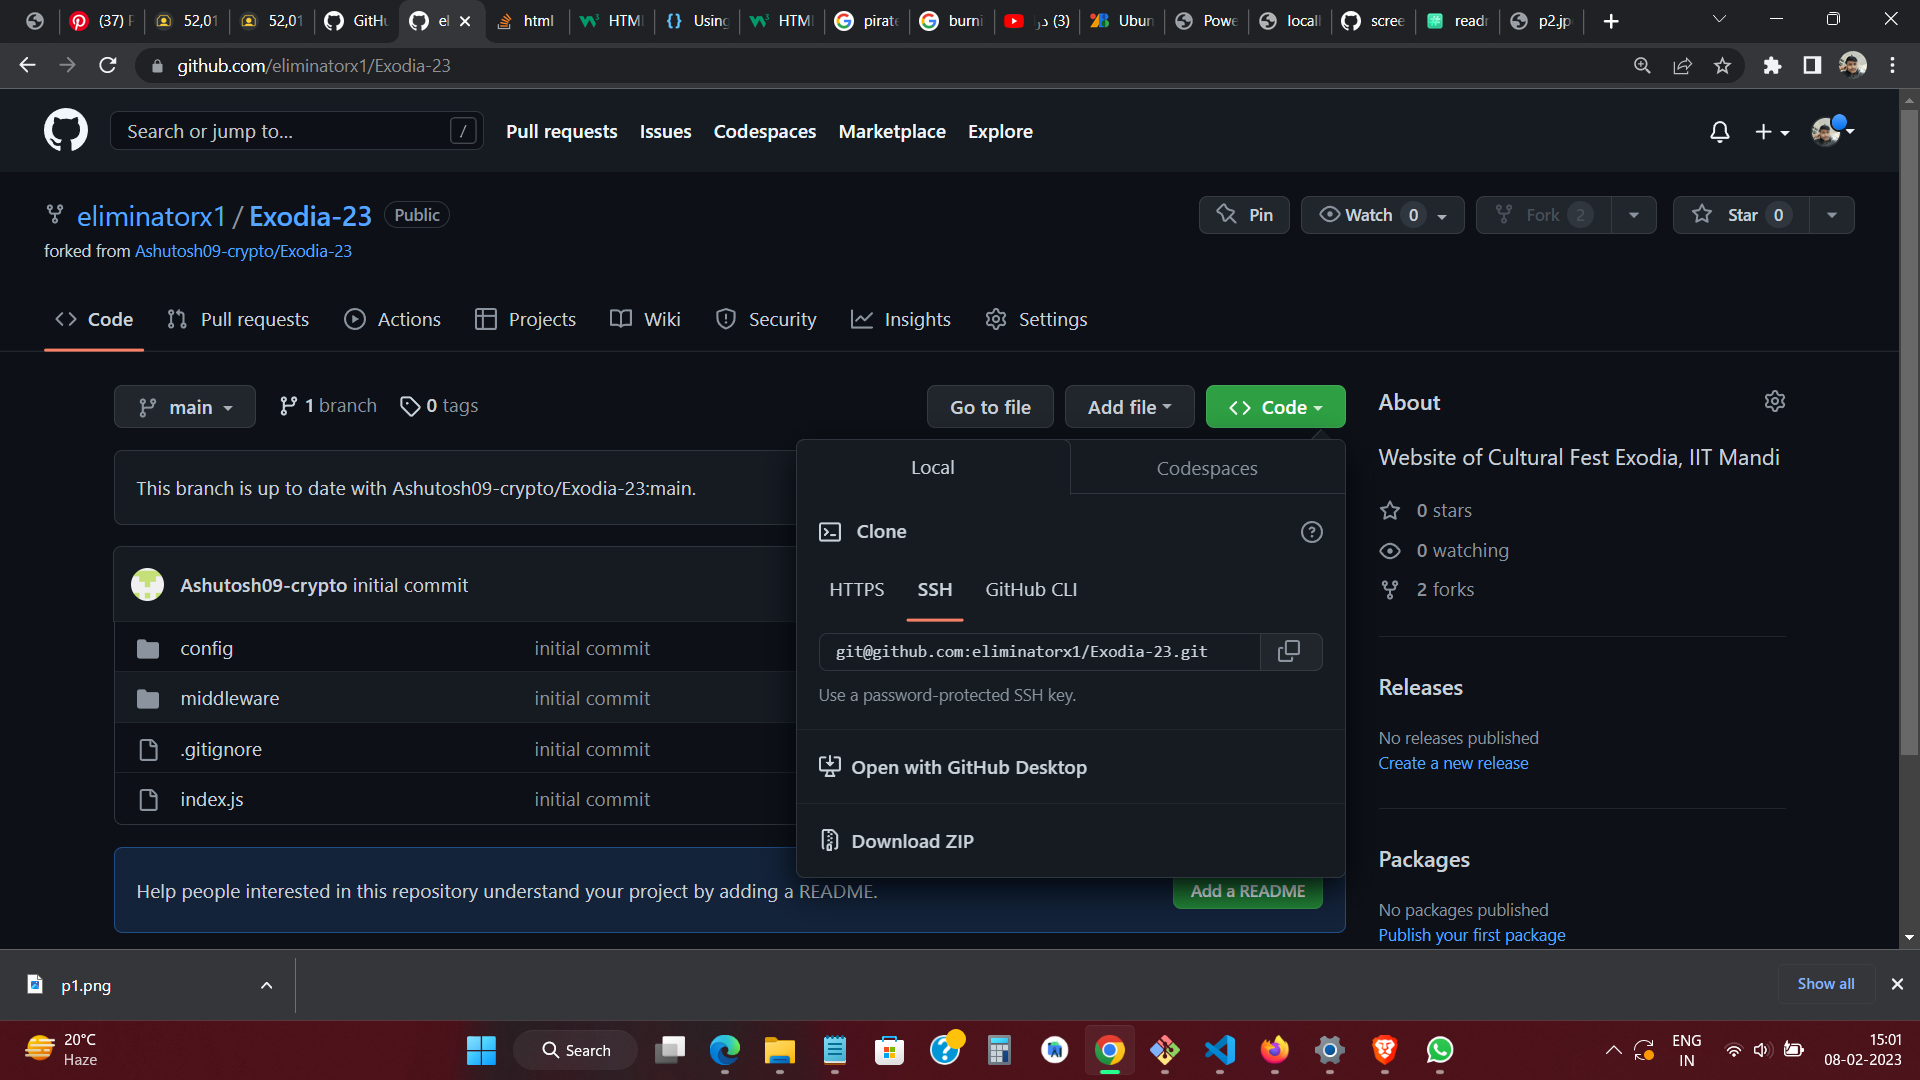 (37) P
52,01
52,01
GitHu
el
html
HTMl
Using
HTMl
pirate
burni
(3) در
Ubun
Powe
locall
scree
readr
p2.jp
github.com/eliminatorx1/Exodia-23
Search or jump to...
/
Pull requests
Issues
Codespaces
Marketplace
Explore
eliminatorx1 / Exodia-23
Public
Pin
Watch 0
Fork 2
Star 0
forked from Ashutosh09-crypto/Exodia-23
Code
Pull requests
Actions
Projects
Wiki
Security
Insights
Settings
main
1 branch
0 tags
Go to file
Add file
Code
This branch is up to date with Ashutosh09-crypto/Exodia-23:main.
Ashutosh09-crypto initial commit
config initial commit
middleware initial commit
.gitignore initial commit
index.js initial commit
Help people interested in this repository understand your project by adding a README.
Add a README
Local
Codespaces
Clone
HTTPS
SSH
GitHub CLI
git@github.com:eliminatorx1/Exodia-23.git
Use a password-protected SSH key.
Open with GitHub Desktop
Download ZIP
About
Website of Cultural Fest Exodia, IIT Mandi
0 stars
0 watching
2 forks
Releases
No releases published
Create a new release
Packages
No packages published
Publish your first package
p1.png
Show all
20°C
Haze
Search
ENG
IN
15:01
08-02-2023